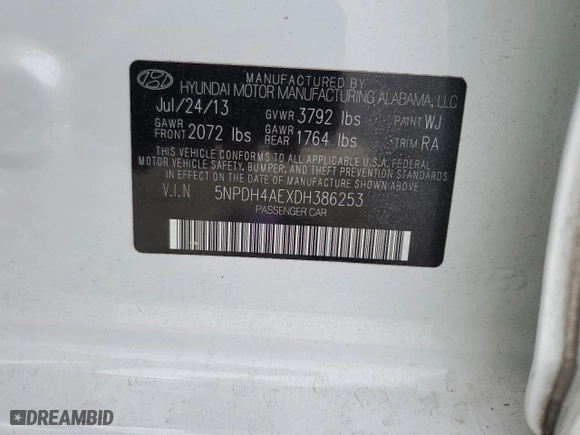 MANUFACTURED BY
HYUNDAI MOTOR MANUFACTURING ALABAMA, LLC
Jul/24/13 GVWR 3792 lbs PAINT WJ
GAWR FRONT 2072 lbs GAWR REAR 1764 lbs TRIM RA
THIS VEHICLE CONFORMS TO ALL APPLICABLE U.S.A. FEDERAL
MOTOR VEHICLE SAFETY, BUMPER, AND THEFT PREVENTION STANDARDS
IN EFFECT ON THE DATE OF MANUFACTURE SHOWN ABOVE.
V.I.N 5NPDH4AEXDH386253
PASSENGER CAR
DREAMBID